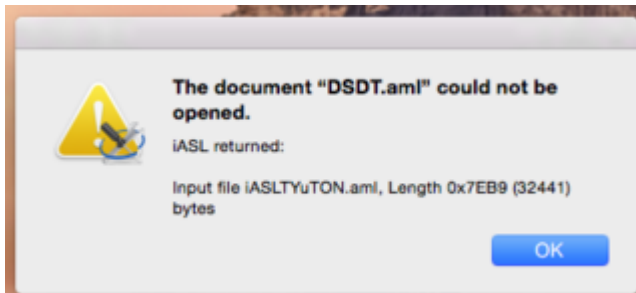 The document “DSDT.aml” could not be
opened.
iASL returned:
Input file iASLTYuTON.aml, Length 0x7EB9 (32441)
bytes
OK